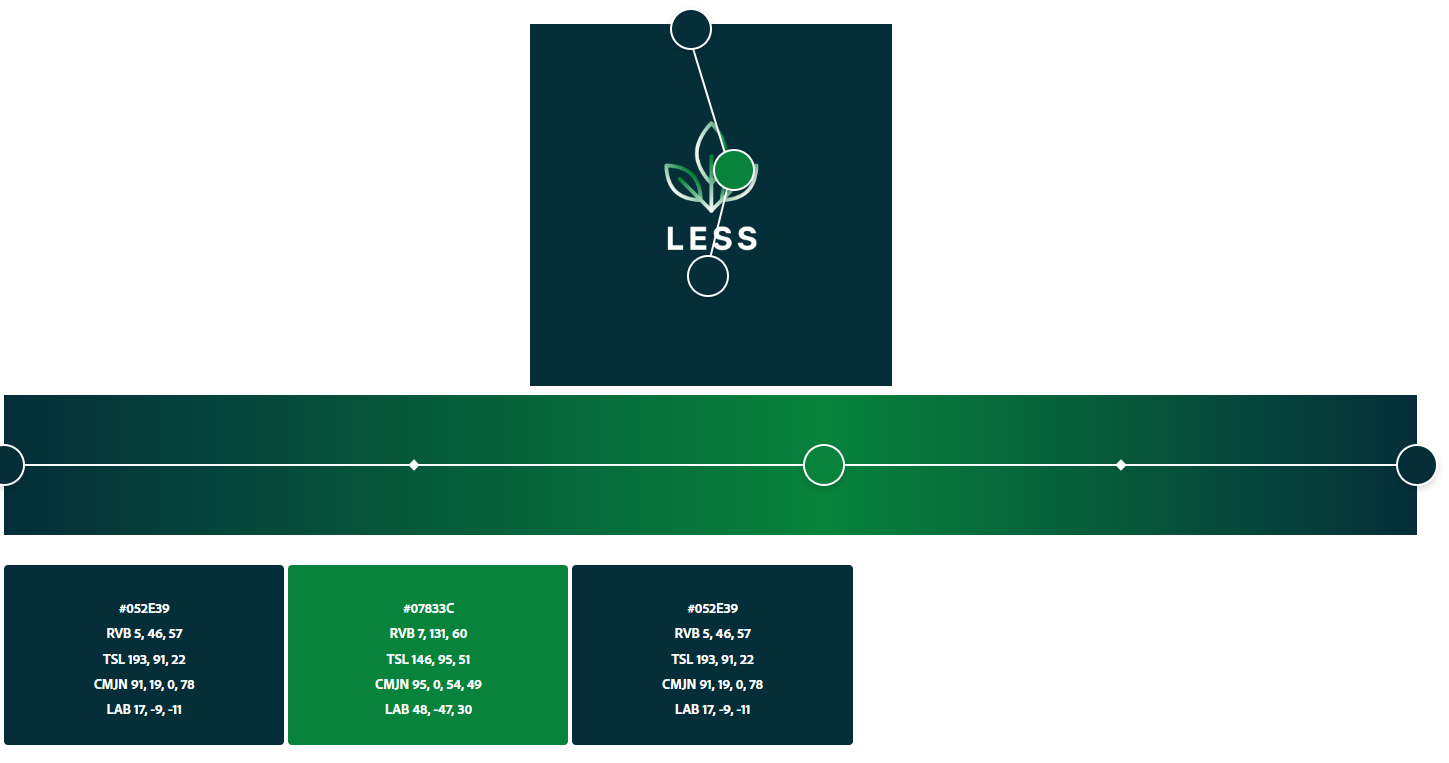 LESS
#052E39
RVB 5, 46, 57
TSL 193, 91, 22
CMJN 91, 19, 0, 78
LAB 17, -9, -11
#07833C
RVB 7, 131, 60
TSL 146, 95, 51
CMJN 95, 0, 54, 49
LAB 48, -47, 30
#052E39
RVB 5, 46, 57
TSL 193, 91, 22
CMJN 91, 19, 0, 78
LAB 17, -9, -11